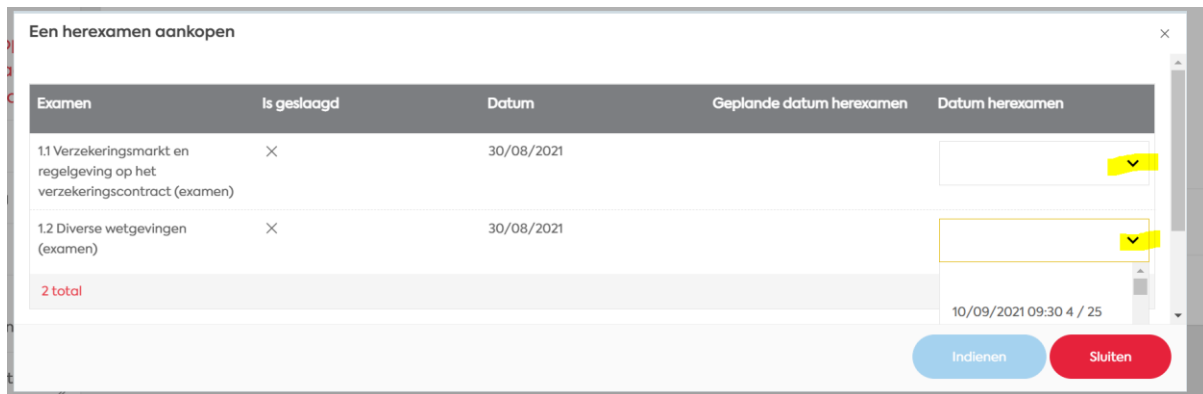 Een herexamen aankopen
Examen Is geslaagd Datum Geplande datum herexamen Datum herexamen
1.1 Verzekeringsmarkt en 30/08/2021
regelgeving op het
verzekeringscontract (examen)
1.2 Diverse wetgevingen 30/08/2021
(examen)
2 total
10/09/2021 09:30 4 / 25
Indienen Sluiten